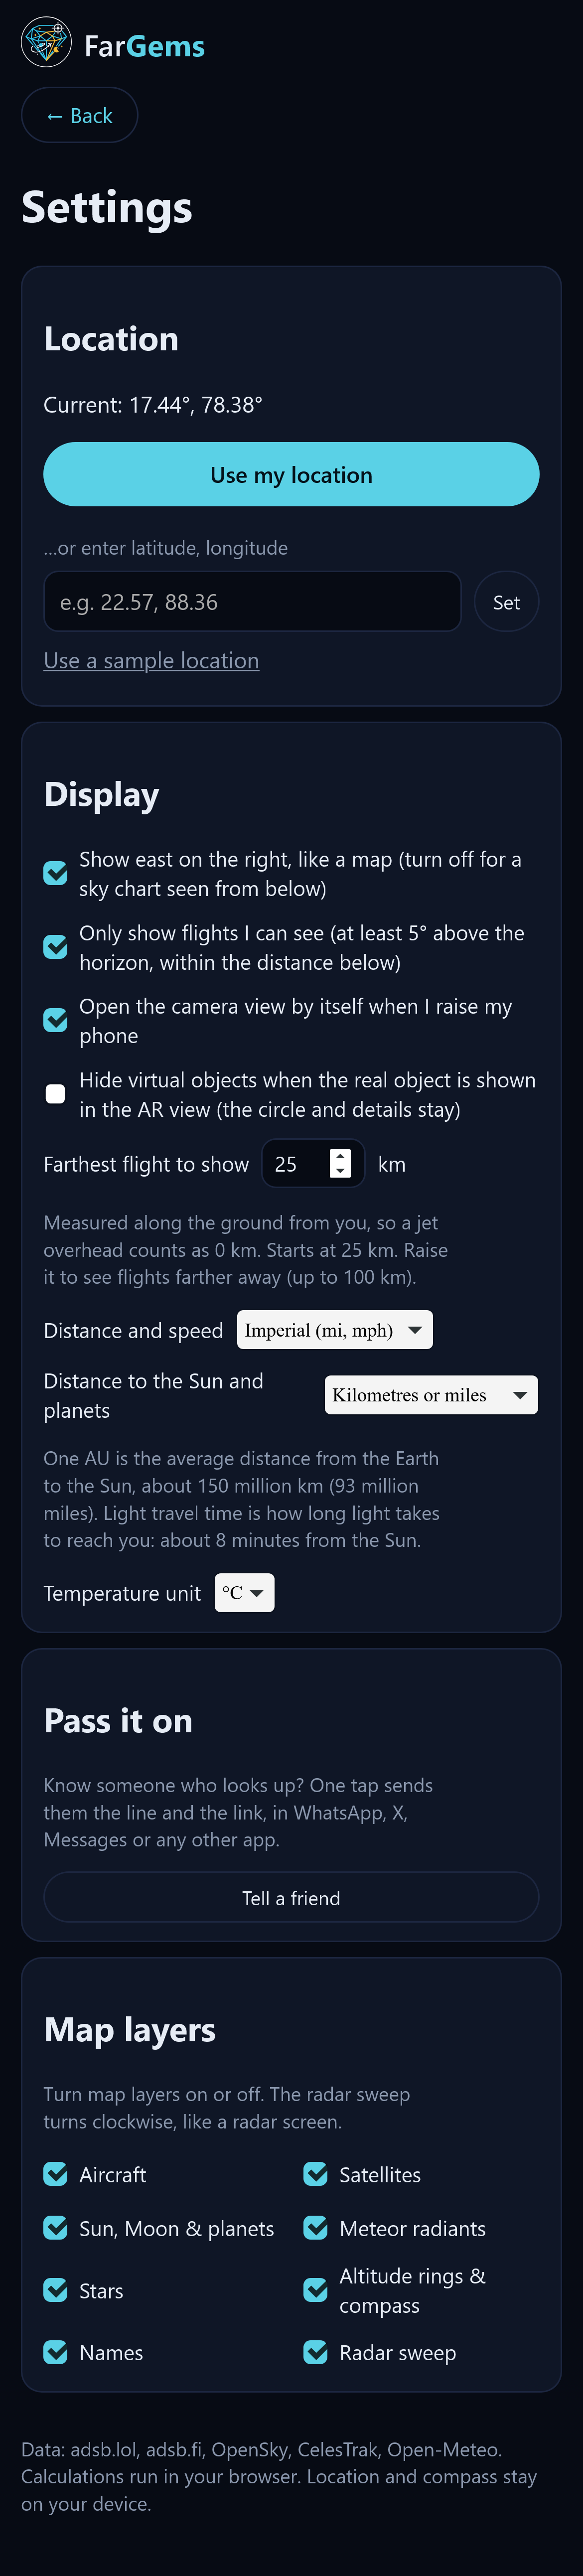 FarGems
← Back
Settings
Location
Current: 17.44°, 78.38°
Use my location
...or enter latitude, longitude
e.g. 22.57, 88.36
Set
Use a sample location
Display
Show east on the right, like a map (turn off for a
sky chart seen from below)
Only show flights I can see (at least 5° above the
horizon, within the distance below)
Open the camera view by itself when I raise my
phone
Hide virtual objects when the real object is shown
in the AR view (the circle and details stay)
Farthest flight to show 25 km
Measured along the ground from you, so a jet
overhead counts as 0 km. Starts at 25 km. Raise
it to see flights farther away (up to 100 km).
Distance and speed Imperial (mi, mph)
Distance to the Sun and
planets
Kilometres or miles
One AU is the average distance from the Earth
to the Sun, about 150 million km (93 million
miles). Light travel time is how long light takes
to reach you: about 8 minutes from the Sun.
Temperature unit °C
Pass it on
Know someone who looks up? One tap sends
them the line and the link, in WhatsApp, X,
Messages or any other app.
Tell a friend
Map layers
Turn map layers on or off. The radar sweep
turns clockwise, like a radar screen.
Aircraft
Satellites
Sun, Moon & planets
Meteor radiants
Stars
Altitude rings &
compass
Names
Radar sweep
Data: adsb.lol, adsb.fi, OpenSky, CelesTrak, Open-Meteo.
Calculations run in your browser. Location and compass stay
on your device.